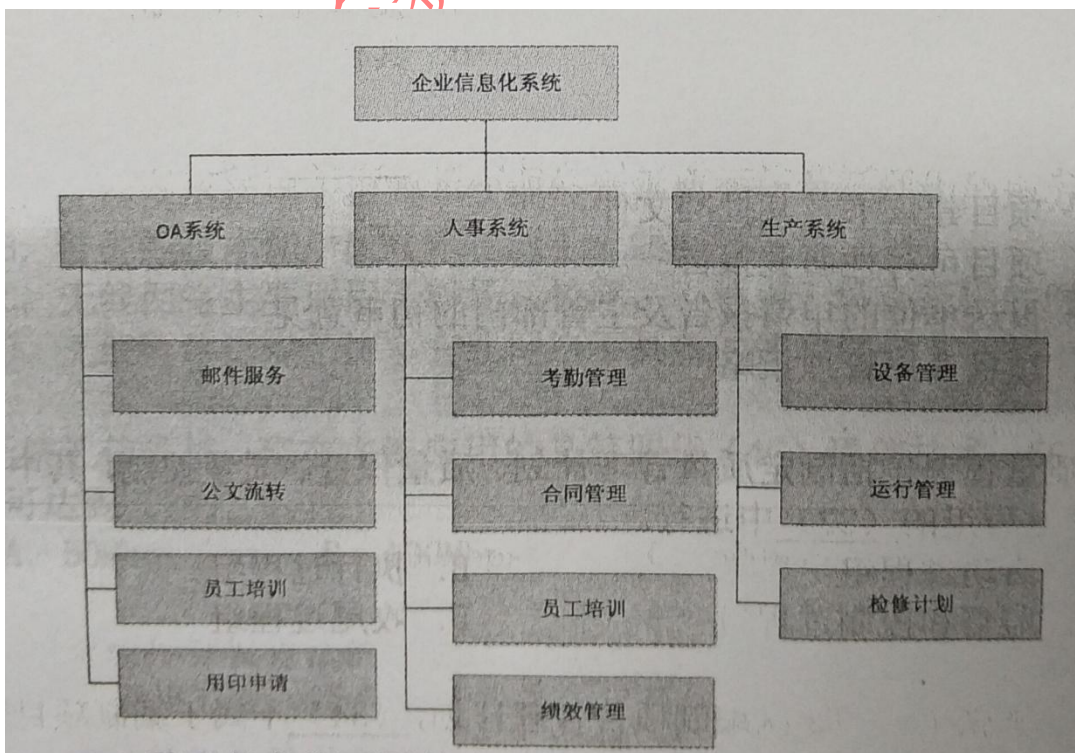 企业信息化系统
OA系统
人事系统
生产系统
邮件服务
考勤管理
设备管理
公文流转
合同管理
运行管理
员工培训
员工培训
检修计划
用印申请
绩效管理